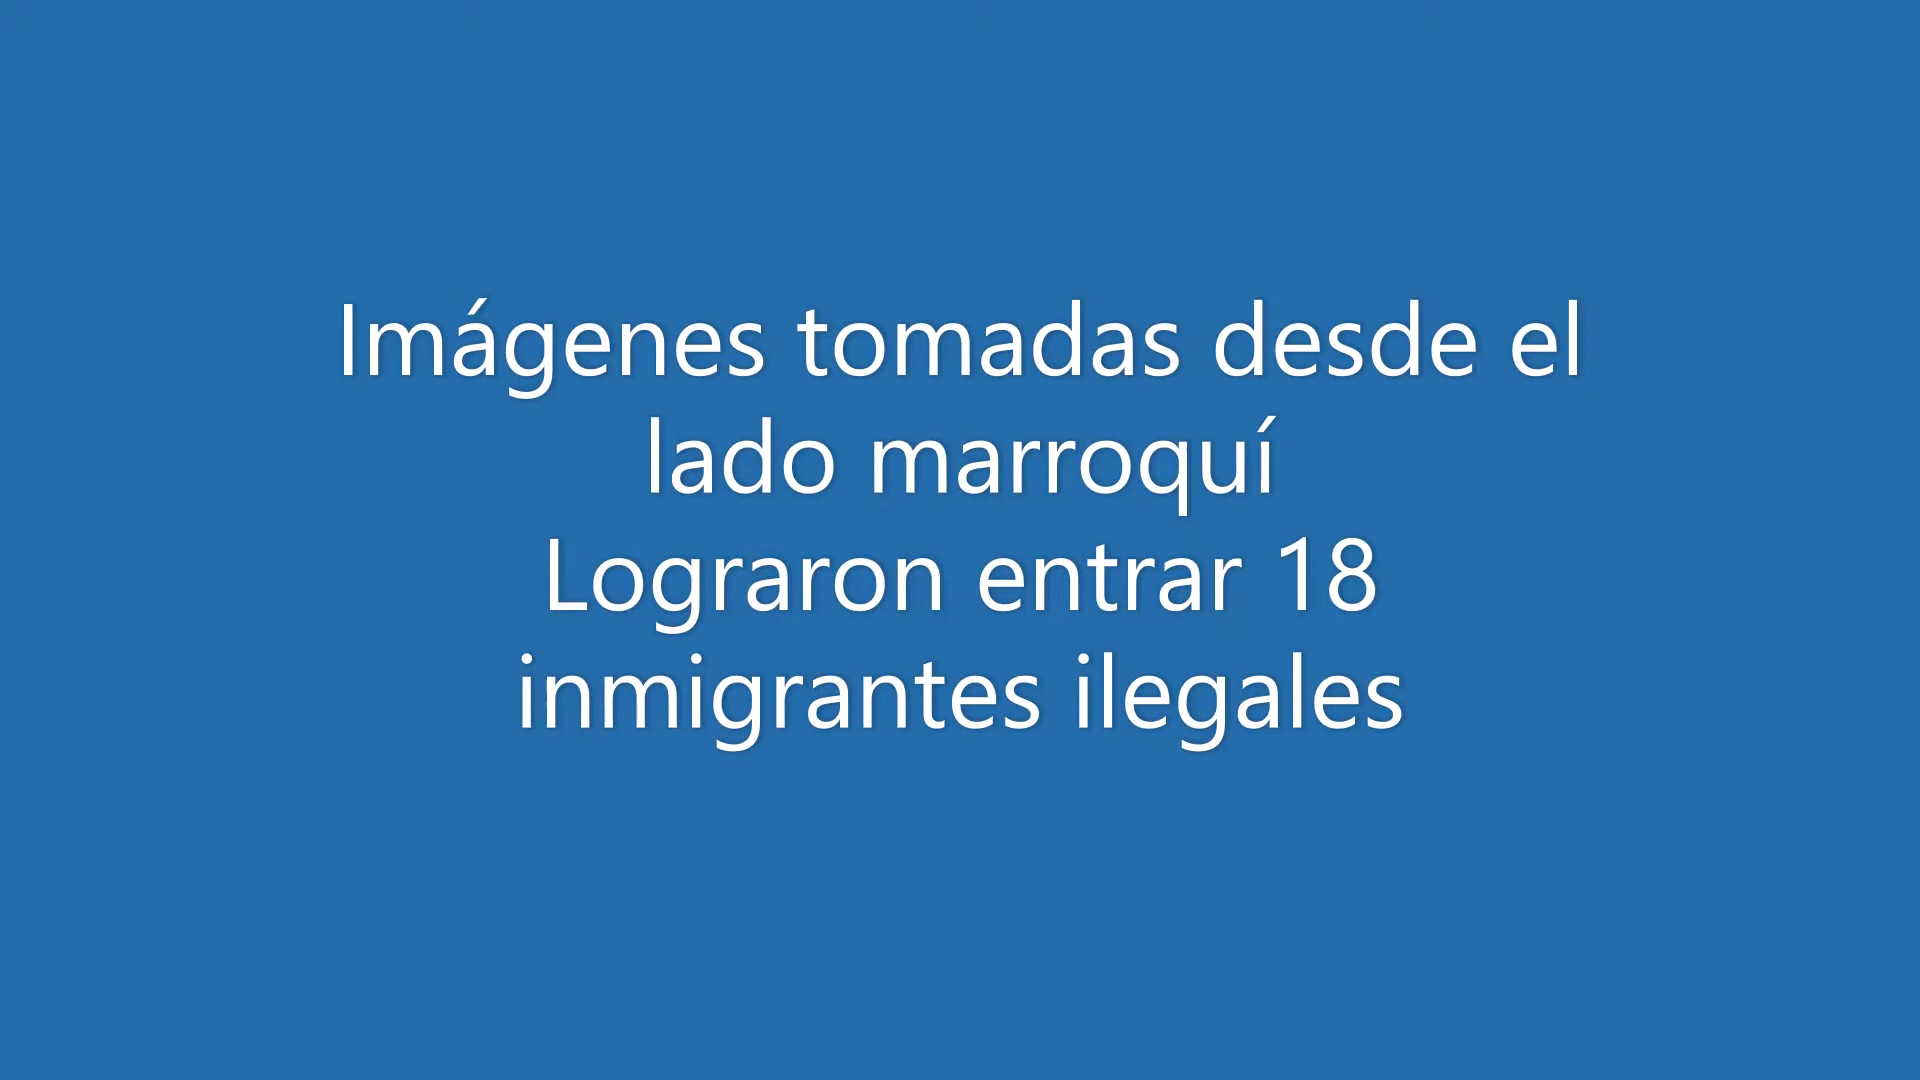 Imágenes tomadas desde el
lado marroquí
Lograron entrar 18
inmigrantes ilegales